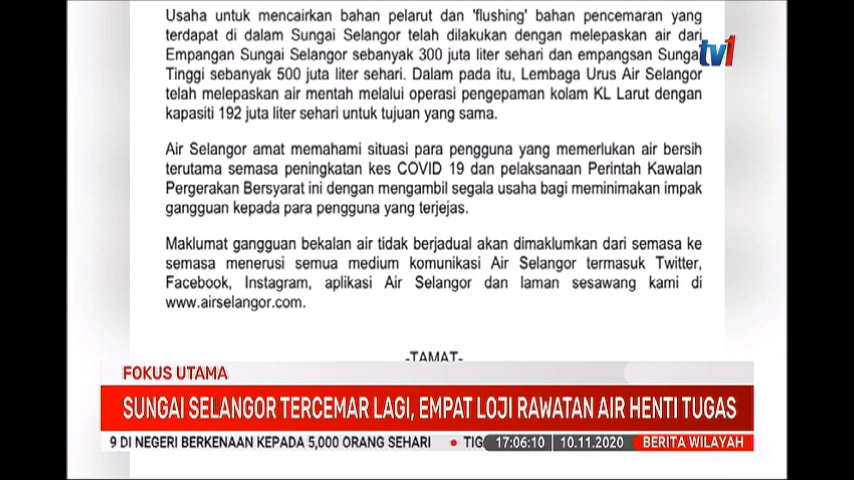 Usaha untuk mencairkan bahan pelarut dan 'flushing' bahan pencemaran yang
terdapat di dalam Sungai Selangor telah dilakukan dengan melepaskan air dari
Empangan Sungai Selangor sebanyak 300 juta liter sehari dan empangsan Sungai
Tinggi sebanyak 500 juta liter sehari. Dalam pada itu, Lembaga Urus Air Selangor
telah melepaskan air mentah melalui operasi pengepaman kolam KL Larut dengan
kapasiti 192 juta liter sehari untuk tujuan yang sama.
tv1
Air Selangor amat memahami situasi para pengguna yang memerlukan air bersih
terutama semasa peningkatan kes COVID 19 dan pelaksanaan Perintah Kawalan
Pergerakan Bersyarat ini dengan mengambil segala usaha bagi meminimakan impak
gangguan kepada para pengguna yang terjejas.
Maklumat gangguan bekalan air tidak berjadual akan dimaklumkan dari semasa ke
semasa menerusi semua medium komunikasi Air Selangor termasuk Twitter,
Facebook, Instagram, aplikasi Air Selangor dan laman sesawang kami di
www.airselangor.com.
-TAMAT-
FOKUS UTAMA
SUNGAI SELANGOR TERCEMAR LAGI, EMPAT LOJI RAWATAN AIR HENTI TUGAS
9 DI NEGERI BERKENAAN KEPADA 5,000 ORANG SEHARI • TIG 17:06:10 10.11.2020 BERITA WILAYAH